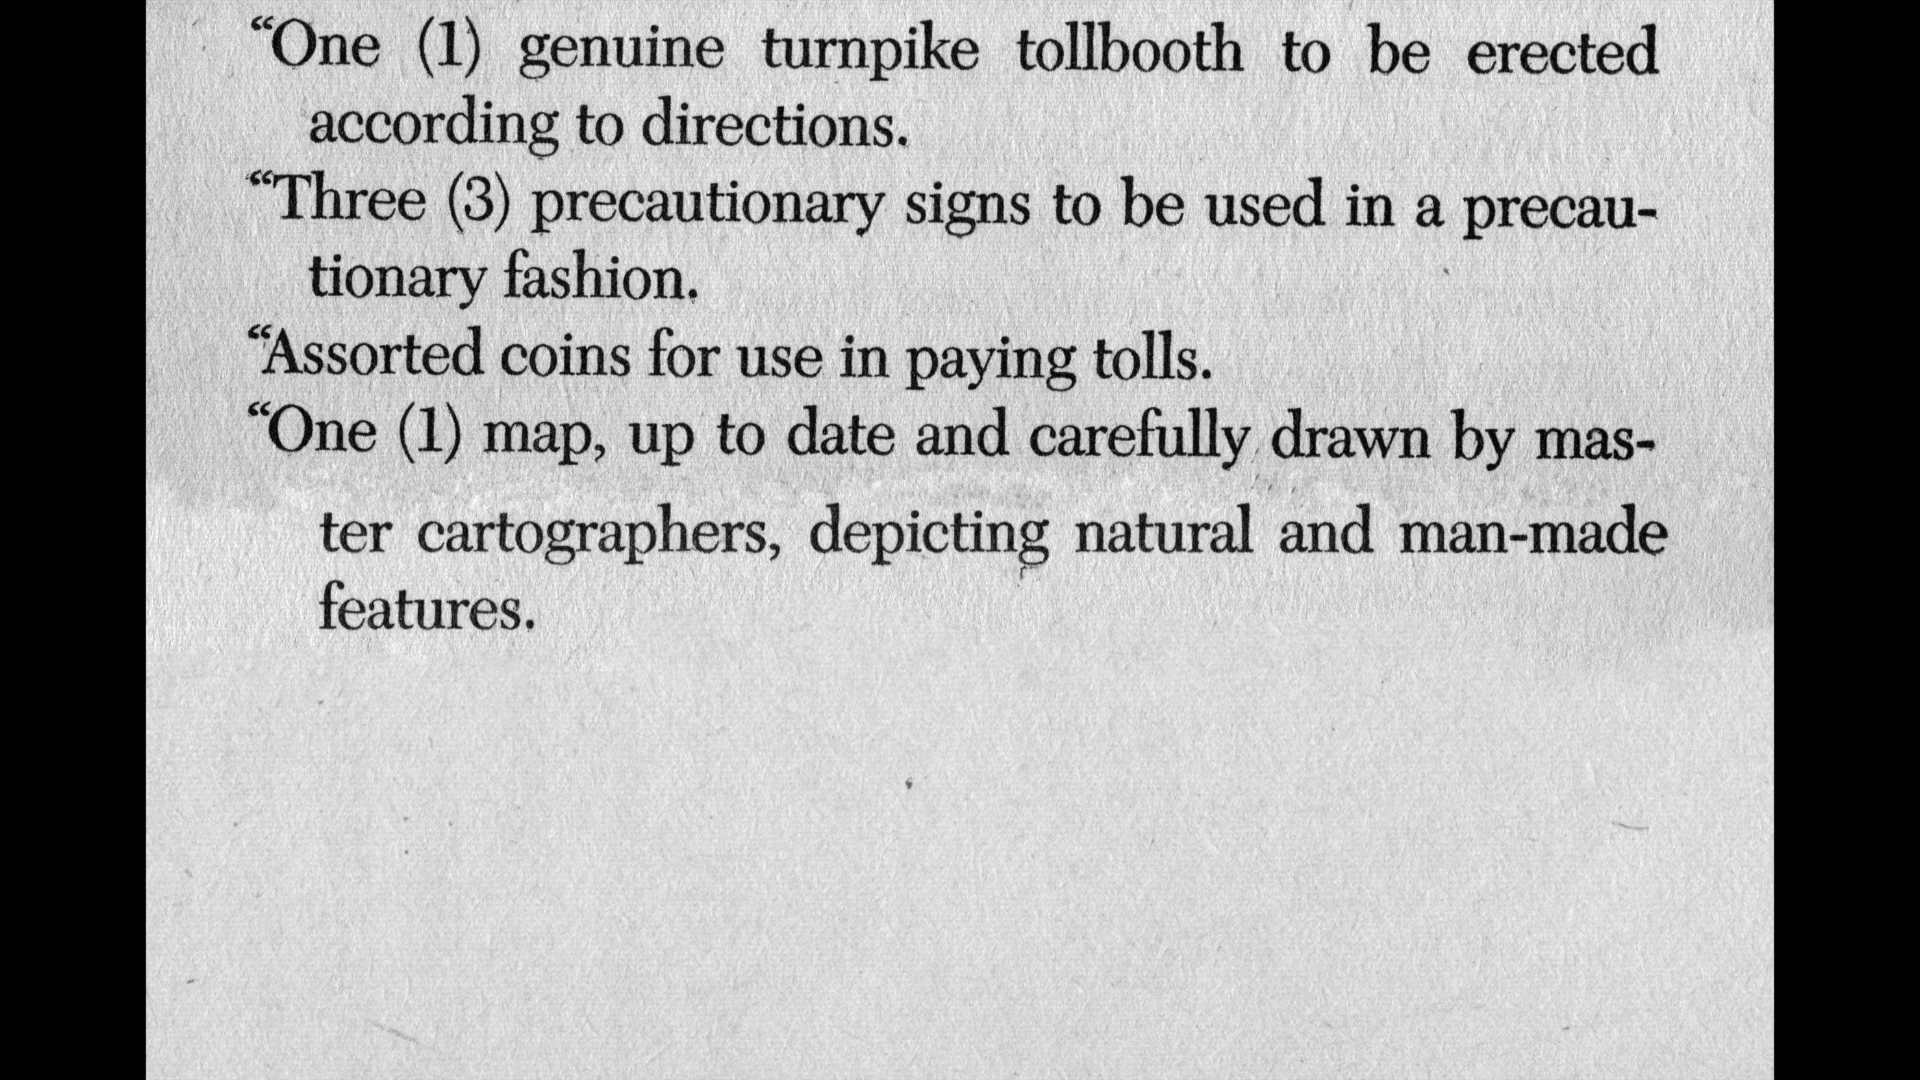 “One (1) genuine turnpike tollbooth to be erected
according to directions.
“Three (3) precautionary signs to be used in a precau-
tionary fashion.
“Assorted coins for use in paying tolls.
“One (1) map, up to date and carefully drawn by mas-
ter cartographers, depicting natural and man-made
features.